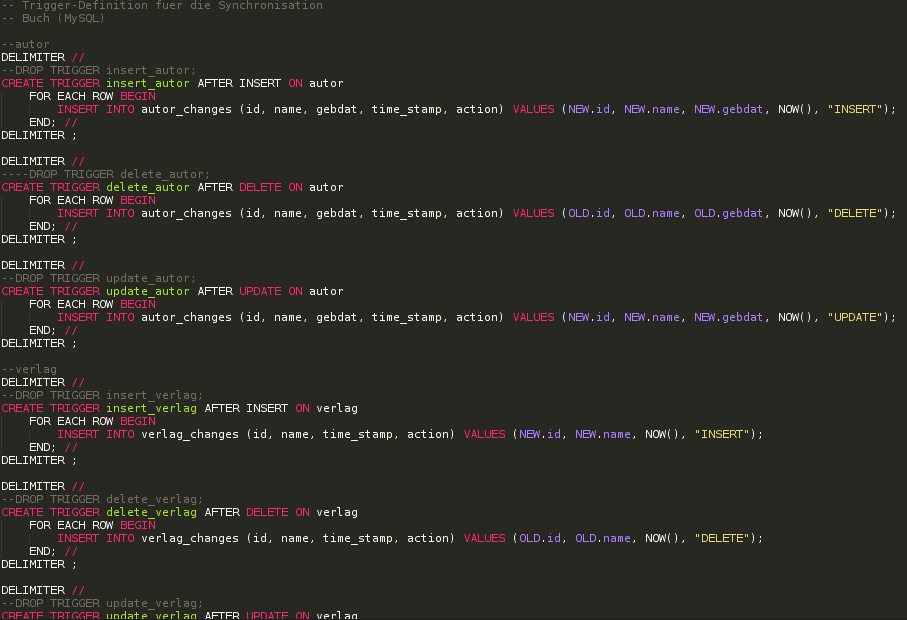 -- Trigger-Definition fuer die Synchronisation
-- Buch (MySQL)

--autor
DELIMITER //
--DROP TRIGGER insert_autor;
CREATE TRIGGER insert_autor AFTER INSERT ON autor
    FOR EACH ROW BEGIN
        INSERT INTO autor_changes (id, name, gebdat, time_stamp, action) VALUES (NEW.id, NEW.name, NEW.gebdat, NOW(), "INSERT");
    END; //
DELIMITER ;

DELIMITER //
----DROP TRIGGER delete_autor;
CREATE TRIGGER delete_autor AFTER DELETE ON autor
    FOR EACH ROW BEGIN
        INSERT INTO autor_changes (id, name, gebdat, time_stamp, action) VALUES (OLD.id, OLD.name, OLD.gebdat, NOW(), "DELETE");
    END; //
DELIMITER ;

DELIMITER //
--DROP TRIGGER update_autor;
CREATE TRIGGER update_autor AFTER UPDATE ON autor
    FOR EACH ROW BEGIN
        INSERT INTO autor_changes (id, name, gebdat, time_stamp, action) VALUES (NEW.id, NEW.name, NEW.gebdat, NOW(), "UPDATE");
    END; //
DELIMITER ;

--verlag
DELIMITER //
--DROP TRIGGER insert_verlag;
CREATE TRIGGER insert_verlag AFTER INSERT ON verlag
    FOR EACH ROW BEGIN
        INSERT INTO verlag_changes (id, name, time_stamp, action) VALUES (NEW.id, NEW.name, NOW(), "INSERT");
    END; //
DELIMITER ;

DELIMITER //
--DROP TRIGGER delete_verlag;
CREATE TRIGGER delete_verlag AFTER DELETE ON verlag
    FOR EACH ROW BEGIN
        INSERT INTO verlag_changes (id, name, time_stamp, action) VALUES (OLD.id, OLD.name, NOW(), "DELETE");
    END; //
DELIMITER ;

DELIMITER //
--DROP TRIGGER update_verlag;
CREATE TRIGGER update_verlag AFTER UPDATE ON verlag